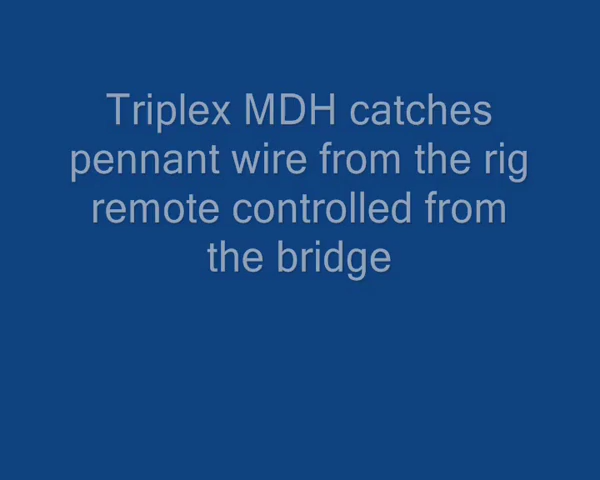 Triplex MDH catches
pennant wire from the rig
remote controlled from
the bridge